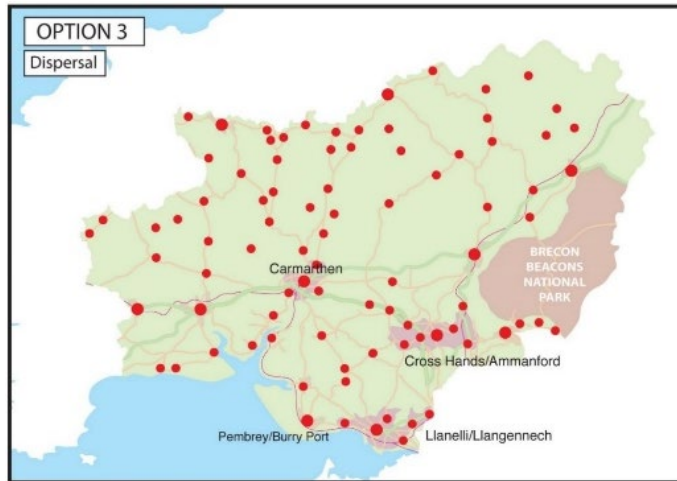 OPTION 3
Dispersal
BRECON
BEACONS
NATIONAL
PARK
Carmarthen
Cross Hands/Ammanford
Pembrey/Burry Port
Llanelli/Llangennech